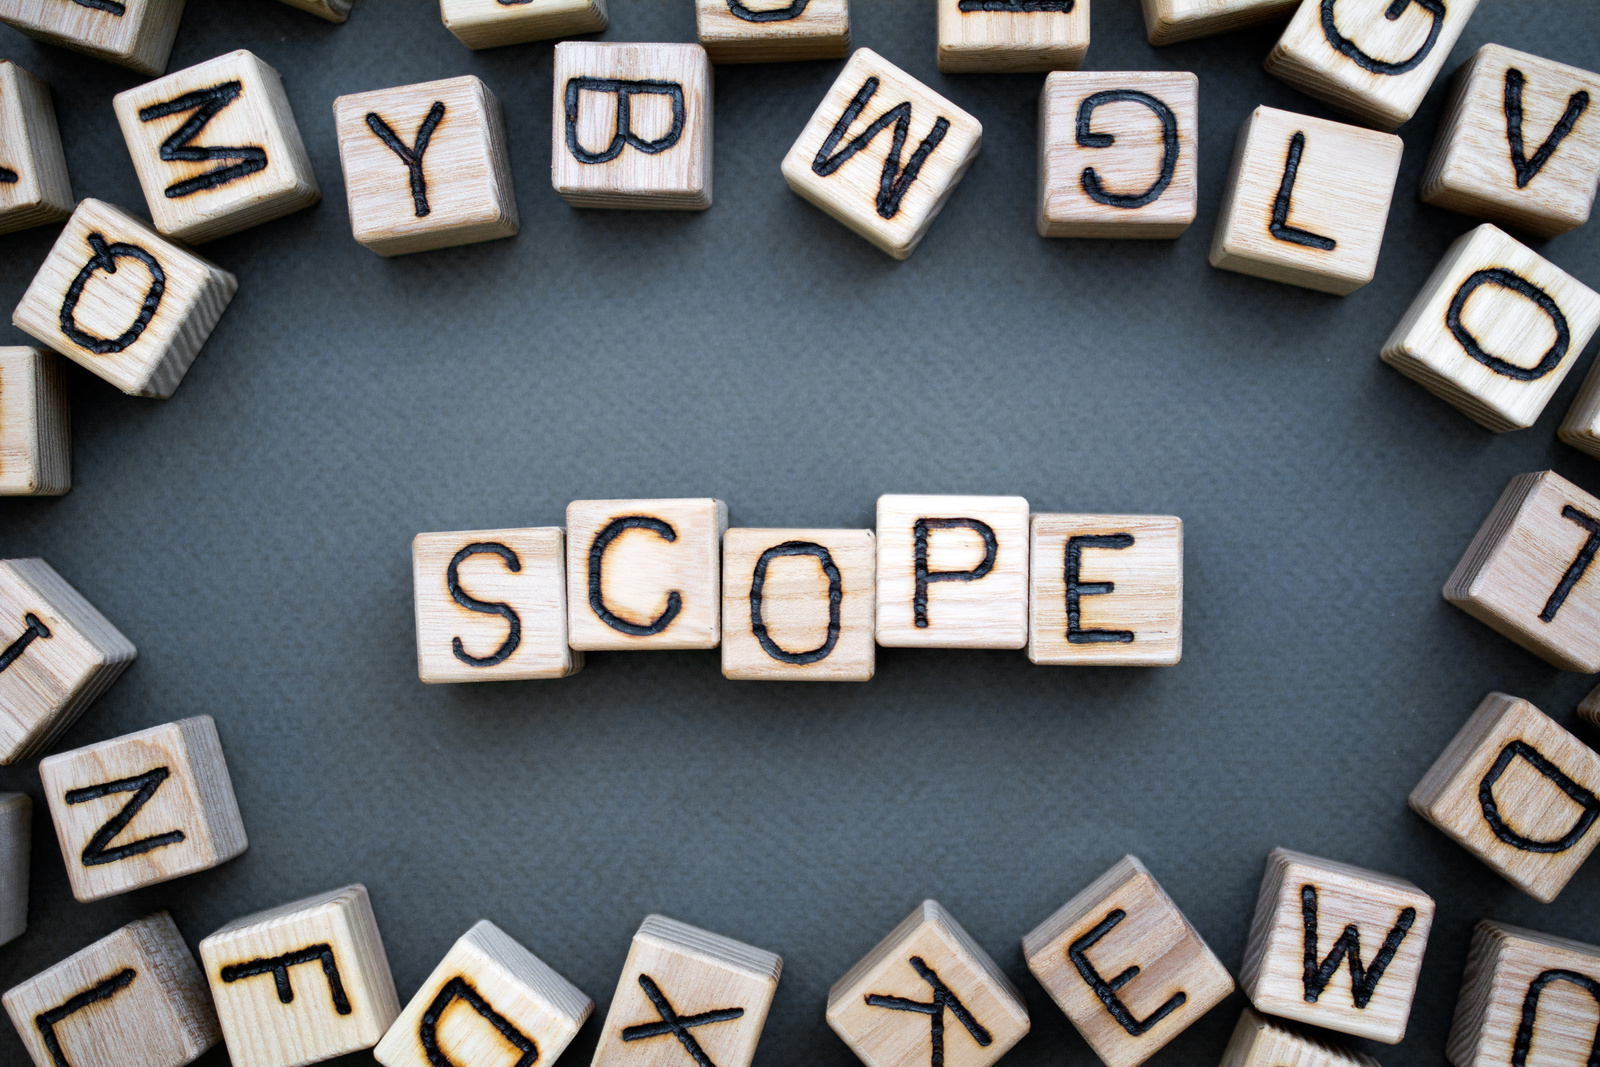 M Y B W G L V
Q O
SCOPE
T
N D
L F D X K E W